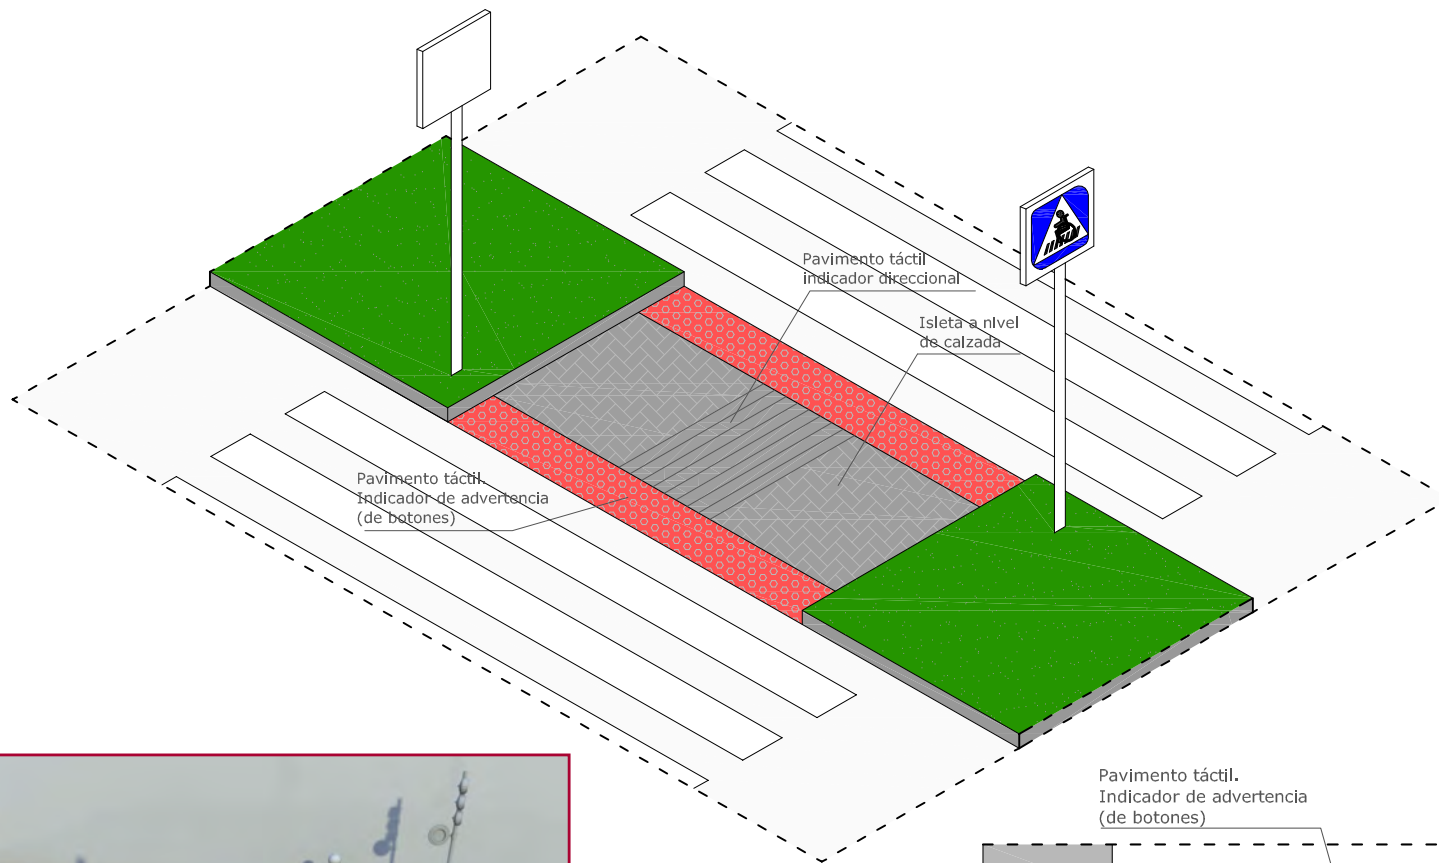 Pavimento táctil
indicador direccional
Isleta a nivel
de calzada
Pavimento táctil.
Indicador de advertencia
(de botones)
Pavimento táctil.
Indicador de advertencia
(de botones)